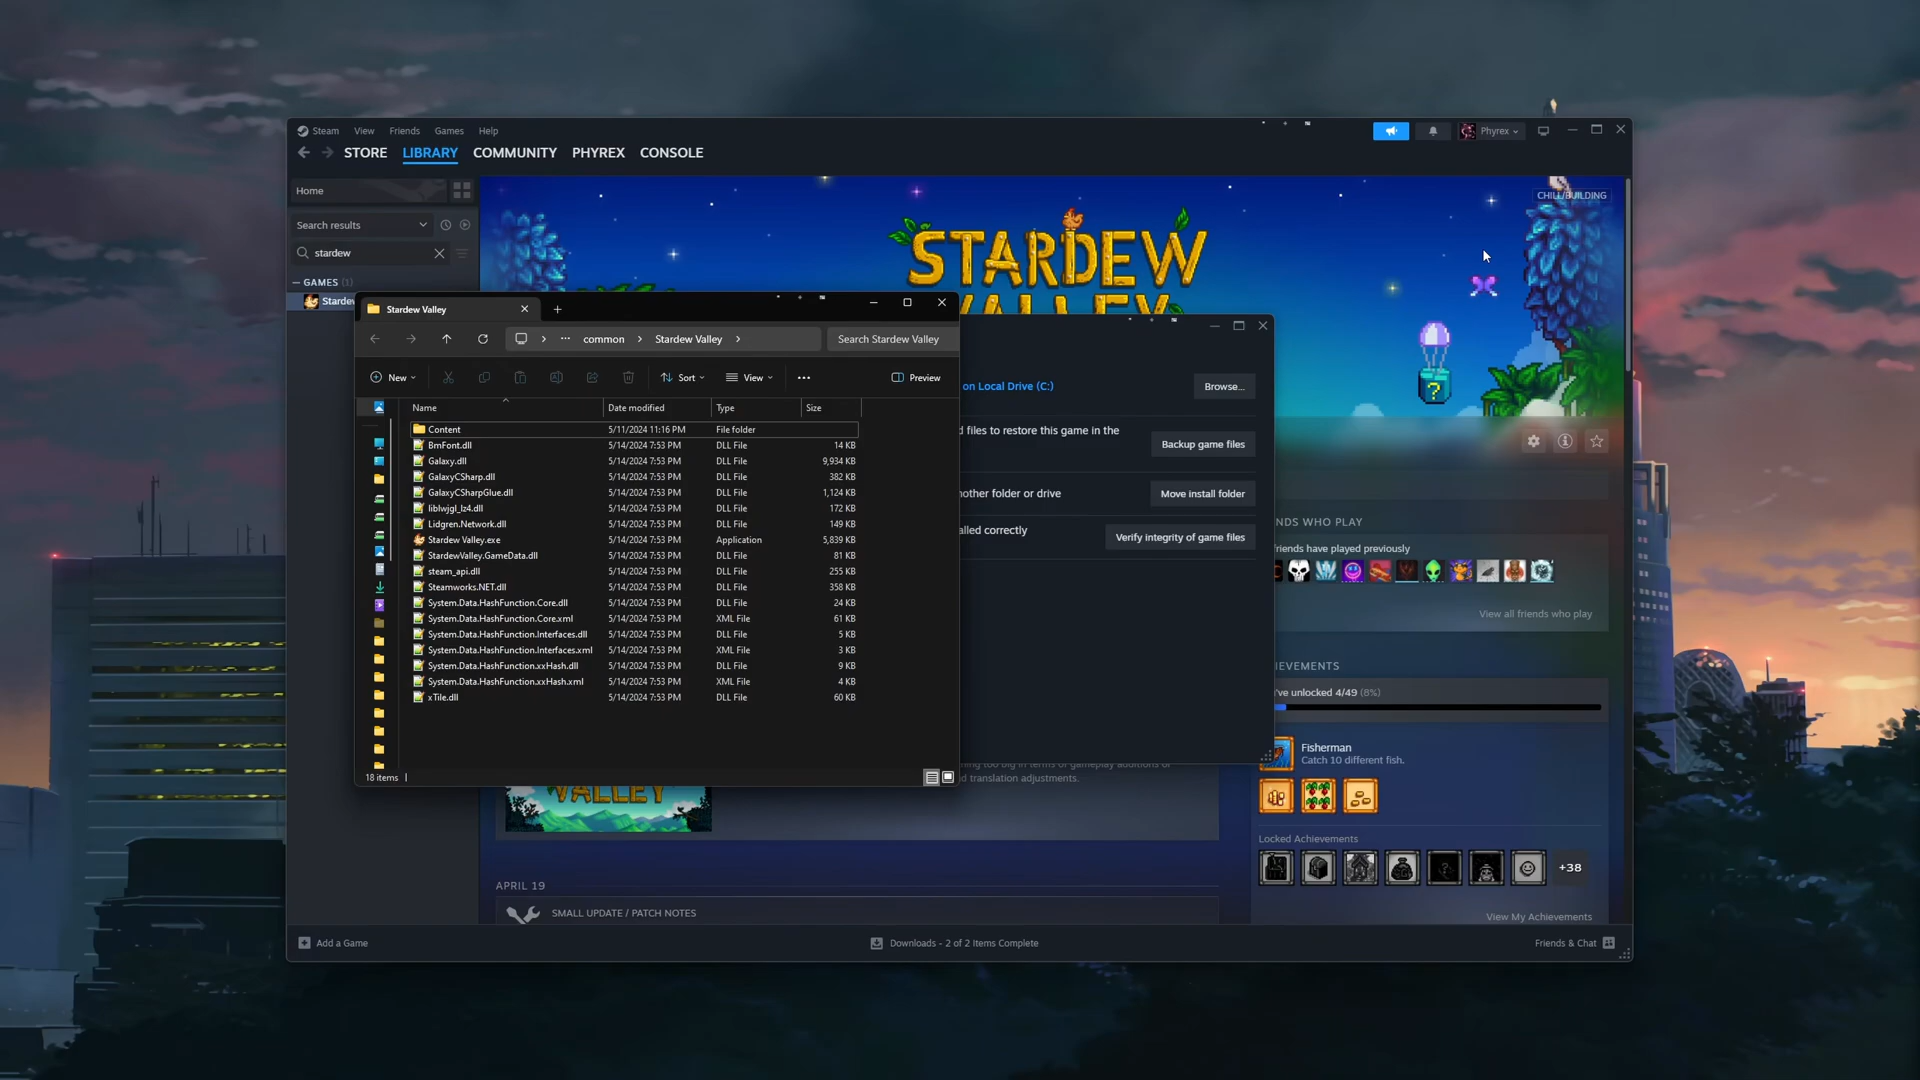 Steam View Friends Games Help
Phyrex
STORE LIBRARY COMMUNITY PHYREX CONSOLE
Home
CHILL/BUILDING
Search results
stardew
STARDEW
VALLEY
GAMES (1)
Stardew
Stardew Valley
common > Stardew Valley >
Search Stardew Valley
New
Sort
View
Preview
on Local Drive (C:)
Browse...
Name Date modified Type Size
Content 5/11/2024 11:16 PM File folder
BmFont.dll 5/14/2024 7:53 PM DLL File 14 KB
Galaxy.dll 5/14/2024 7:53 PM DLL File 9,934 KB
GalaxyCSharp.dll 5/14/2024 7:53 PM DLL File 382 KB
GalaxyCSharpGlue.dll 5/14/2024 7:53 PM DLL File 1,124 KB
liblwjgl_lz4.dll 5/14/2024 7:53 PM DLL File 172 KB
Lidgren.Network.dll 5/14/2024 7:53 PM DLL File 149 KB
Stardew Valley.exe 5/14/2024 7:53 PM Application 5,839 KB
StardewValley.GameData.dll 5/14/2024 7:53 PM DLL File 81 KB
steam_api.dll 5/14/2024 7:53 PM DLL File 255 KB
Steamworks.NET.dll 5/14/2024 7:53 PM DLL File 358 KB
System.Data.HashFunction.Core.dll 5/14/2024 7:53 PM DLL File 24 KB
System.Data.HashFunction.Core.xml 5/14/2024 7:53 PM XML File 61 KB
System.Data.HashFunction.Interfaces.dll 5/14/2024 7:53 PM DLL File 5 KB
System.Data.HashFunction.Interfaces.xml 5/14/2024 7:53 PM XML File 3 KB
System.Data.HashFunction.xxHash.dll 5/14/2024 7:53 PM DLL File 9 KB
System.Data.HashFunction.xxHash.xml 5/14/2024 7:53 PM XML File 4 KB
xTile.dll 5/14/2024 7:53 PM DLL File 60 KB
18 items
d files to restore this game in the
Backup game files
nother folder or drive
Move install folder
alled correctly
Verify integrity of game files
NDS WHO PLAY
friends have played previously
View all friends who play
IEVEMENTS
've unlocked 4/49 (8%)
Fisherman
Catch 10 different fish.
Locked Achievements
+38
View My Achievements
ing too big in terms of gameplay additions or
d translation adjustments.
VALLEY
APRIL 19
SMALL UPDATE / PATCH NOTES
Add a Game
Downloads - 2 of 2 Items Complete
Friends & Chat